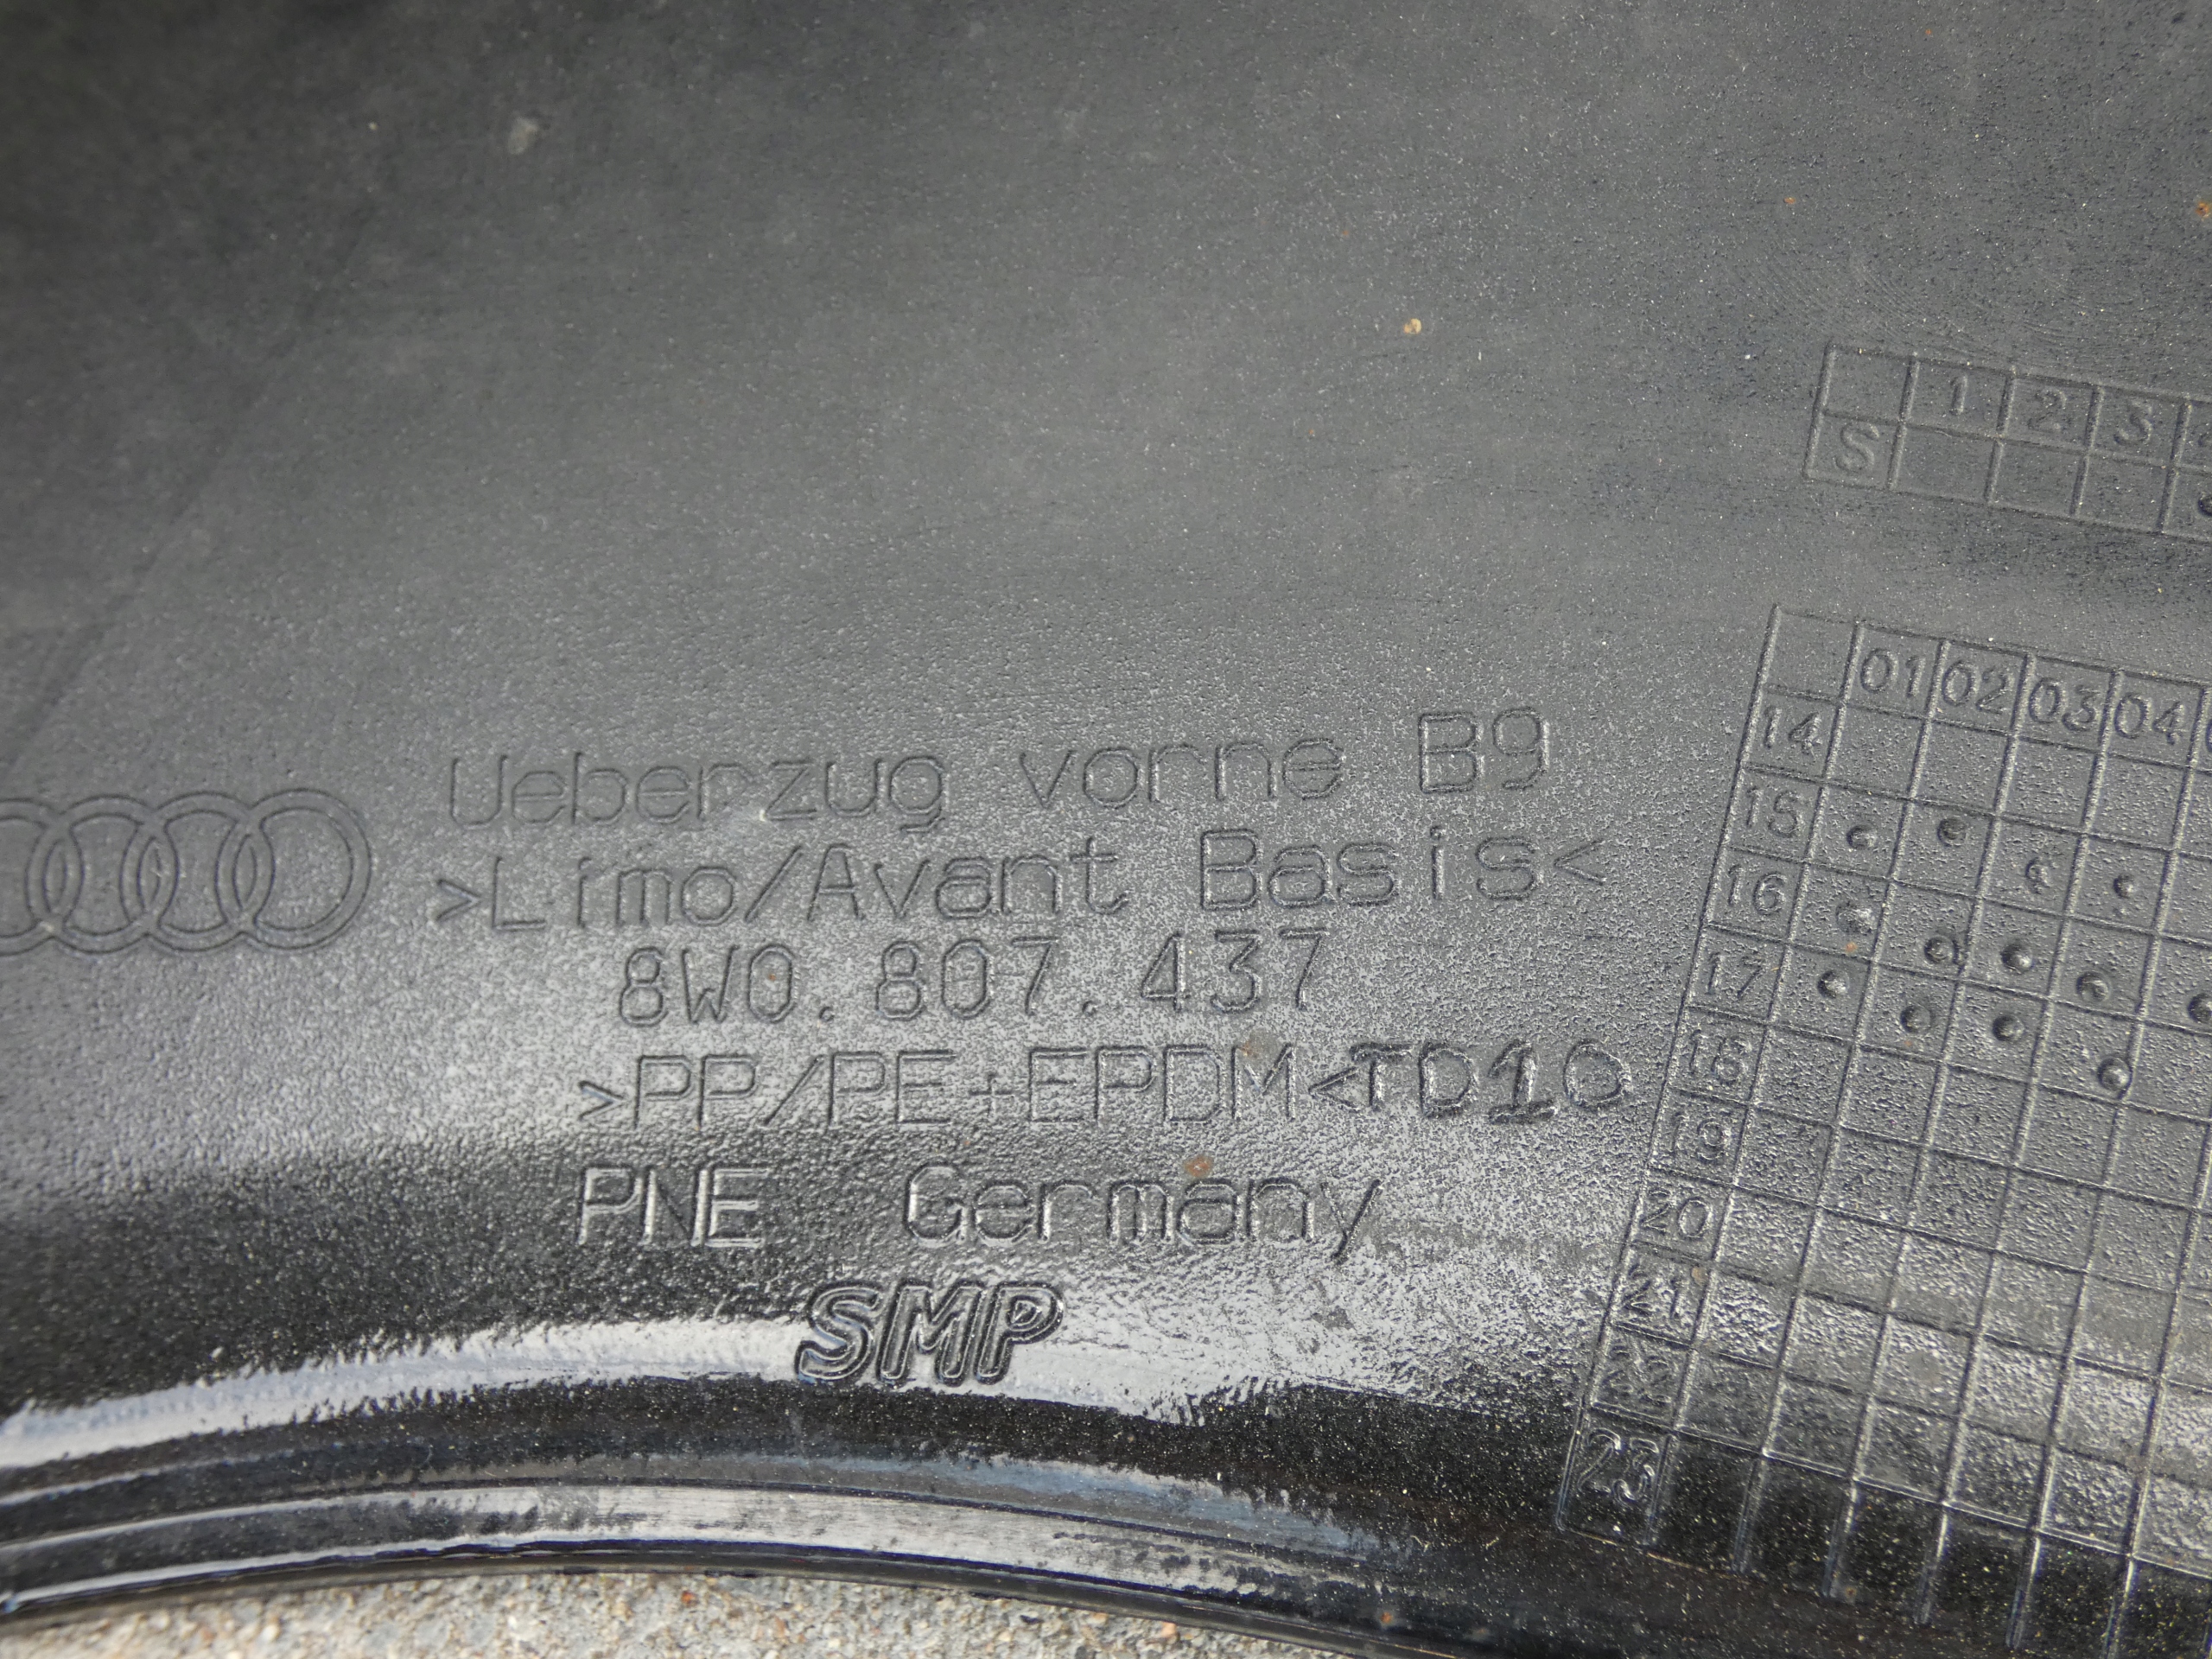 Ueberzug vorne B9
>Limo/Avant Basis<
8W0.807.437
>PP/PE+EPDM<TD10
PNE Germany
SMP
1 2 3
S
01 02 03 04
14
15
16
17
18
19
20
21
22
23